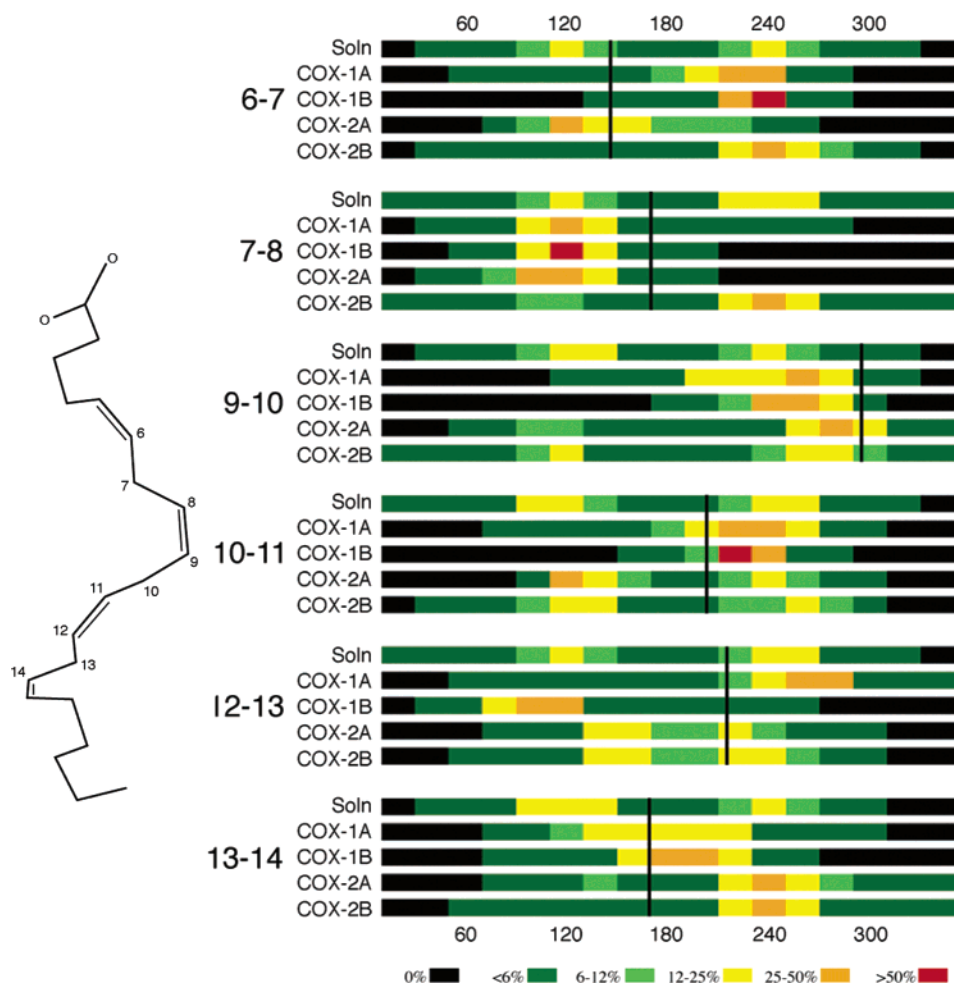 60 120 180 240 300
Soln
COX-1A
6-7 COX-1B
COX-2A
COX-2B
Soln
COX-1A
7-8 COX-1B
COX-2A
COX-2B
Soln
COX-1A
9-10 COX-1B
COX-2A
COX-2B
Soln
COX-1A
10-11 COX-1B
COX-2A
COX-2B
Soln
COX-1A
12-13 COX-1B
COX-2A
COX-2B
Soln
COX-1A
13-14 COX-1B
COX-2A
COX-2B
60 120 180 240 300
0% <6% 6-12% 12-25% 25-50% >50%
O
O
6
7
8
9
10
11
12
13
14